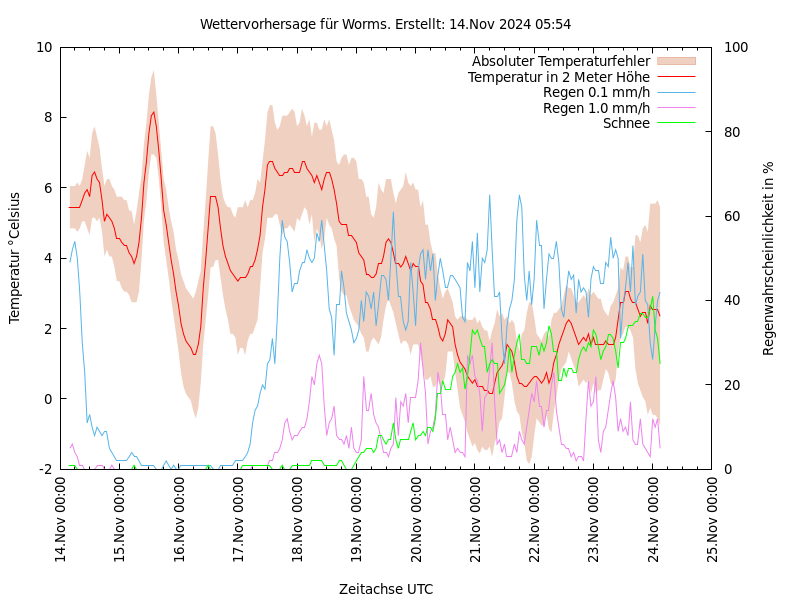 Wettervorhersage für Worms. Erstellt: 14.Nov 2024 05:54
10
8
6
4
2
0
-2
100
80
60
40
20
0
Absoluter Temperaturfehler
Temperatur in 2 Meter Höhe
Regen 0.1 mm/h
Regen 1.0 mm/h
Schnee
Temperatur °Celsius
Regenwahrscheinlichkeit in %
14.Nov 00:00
15.Nov 00:00
16.Nov 00:00
17.Nov 00:00
18.Nov 00:00
19.Nov 00:00
20.Nov 00:00
21.Nov 00:00
22.Nov 00:00
23.Nov 00:00
24.Nov 00:00
25.Nov 00:00
Zeitachse UTC